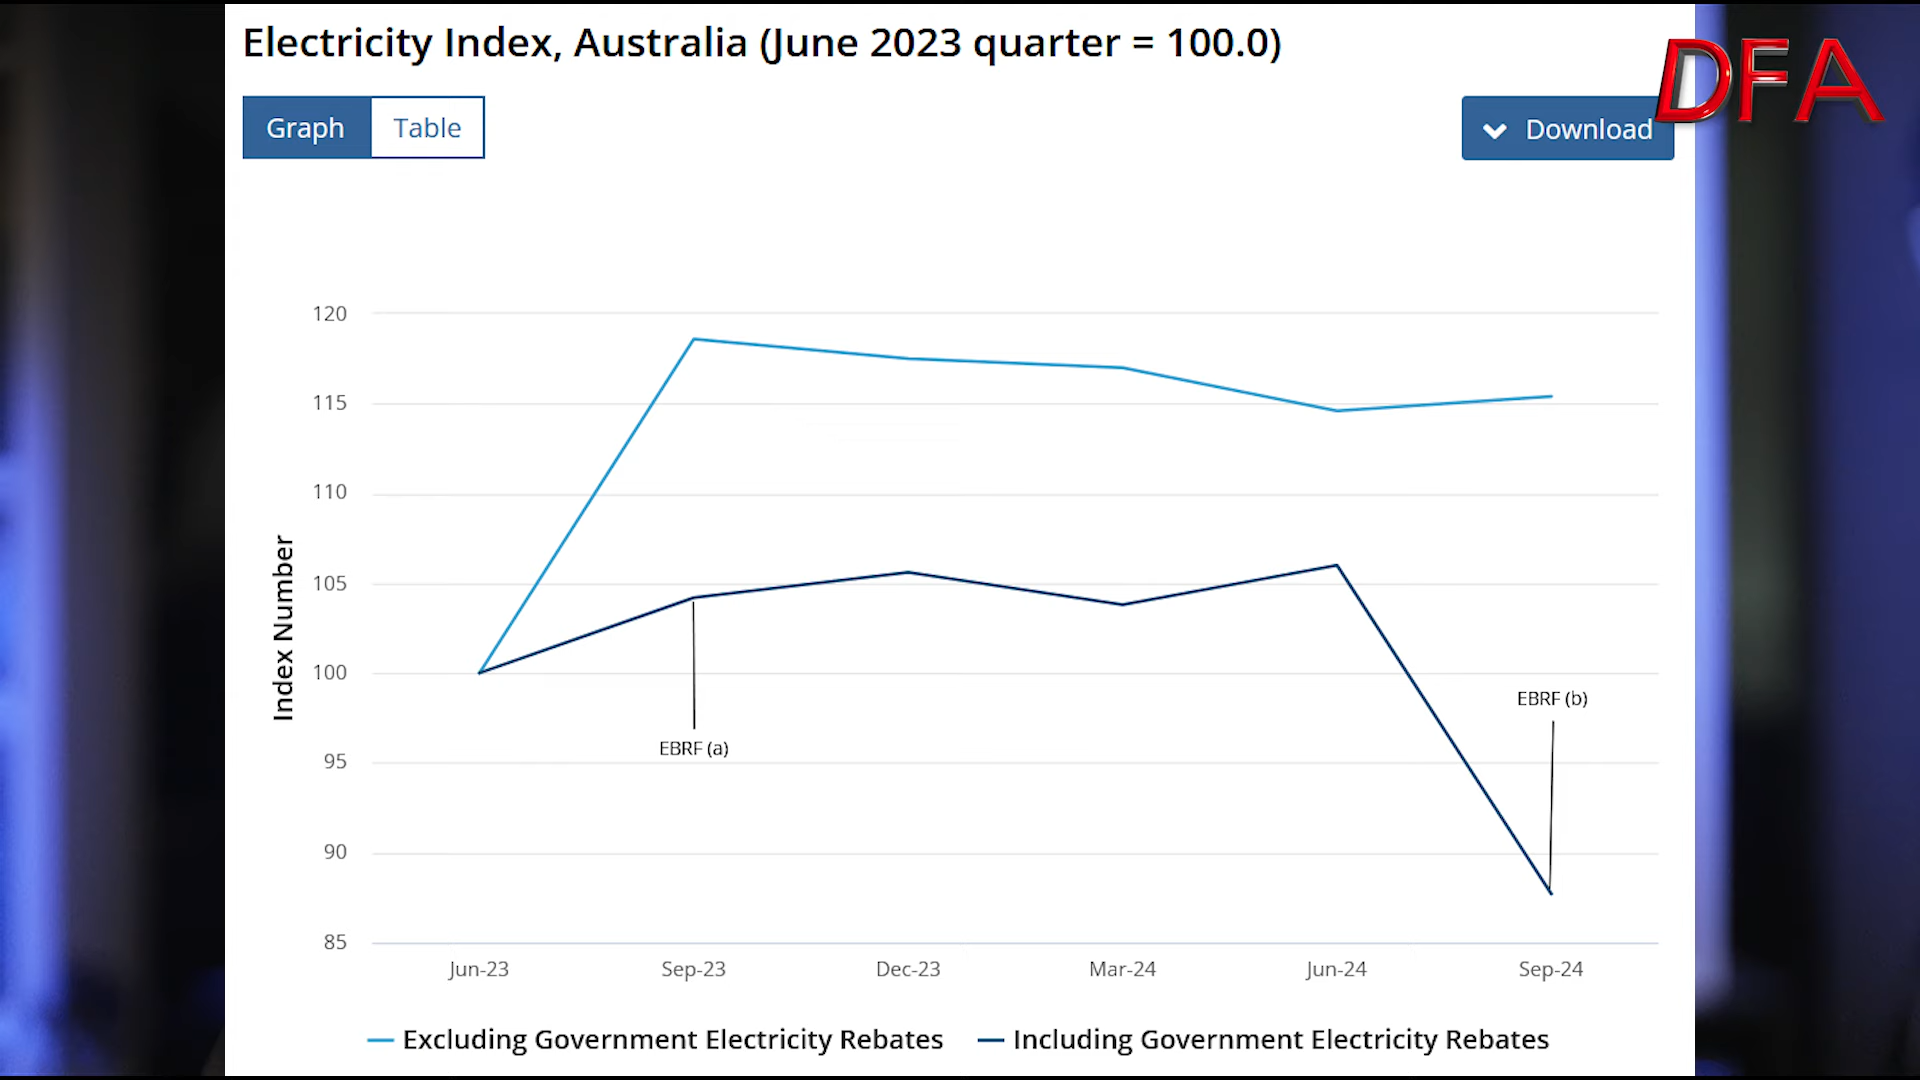 Electricity Index, Australia (June 2023 quarter = 100.0)
DFA
Graph
Table
Download
120
115
110
105
100
95
90
85
Index Number
EBRF (a)
EBRF (b)
Jun-23
Sep-23
Dec-23
Mar-24
Jun-24
Sep-24
Excluding Government Electricity Rebates
Including Government Electricity Rebates